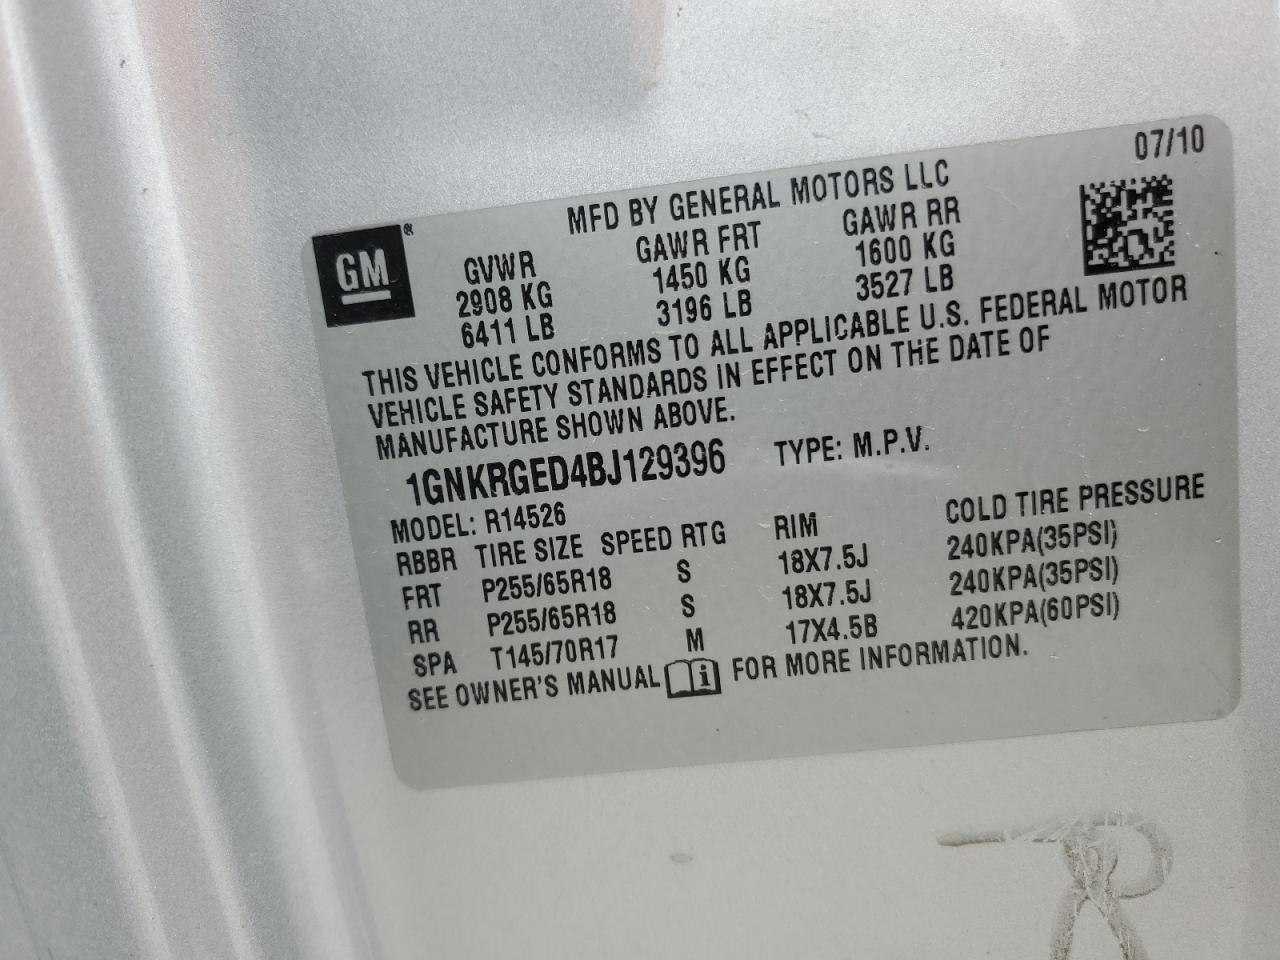 07/10
MFD BY GENERAL MOTORS LLC
GM ®
GVWR GAWR FRT GAWR RR
2908 KG 1450 KG 1600 KG
6411 LB 3196 LB 3527 LB
THIS VEHICLE CONFORMS TO ALL APPLICABLE U.S. FEDERAL MOTOR
VEHICLE SAFETY STANDARDS IN EFFECT ON THE DATE OF
MANUFACTURE SHOWN ABOVE.
1GNKRGED4BJ129396 TYPE: M.P.V.
MODEL: R14526
RBBR TIRE SIZE SPEED RTG RIM COLD TIRE PRESSURE
FRT P255/65R18 S 18X7.5J 240KPA(35PSI)
RR P255/65R18 S 18X7.5J 240KPA(35PSI)
SPA T145/70R17 M 17X4.5B 420KPA(60PSI)
SEE OWNER'S MANUAL i FOR MORE INFORMATION.
R